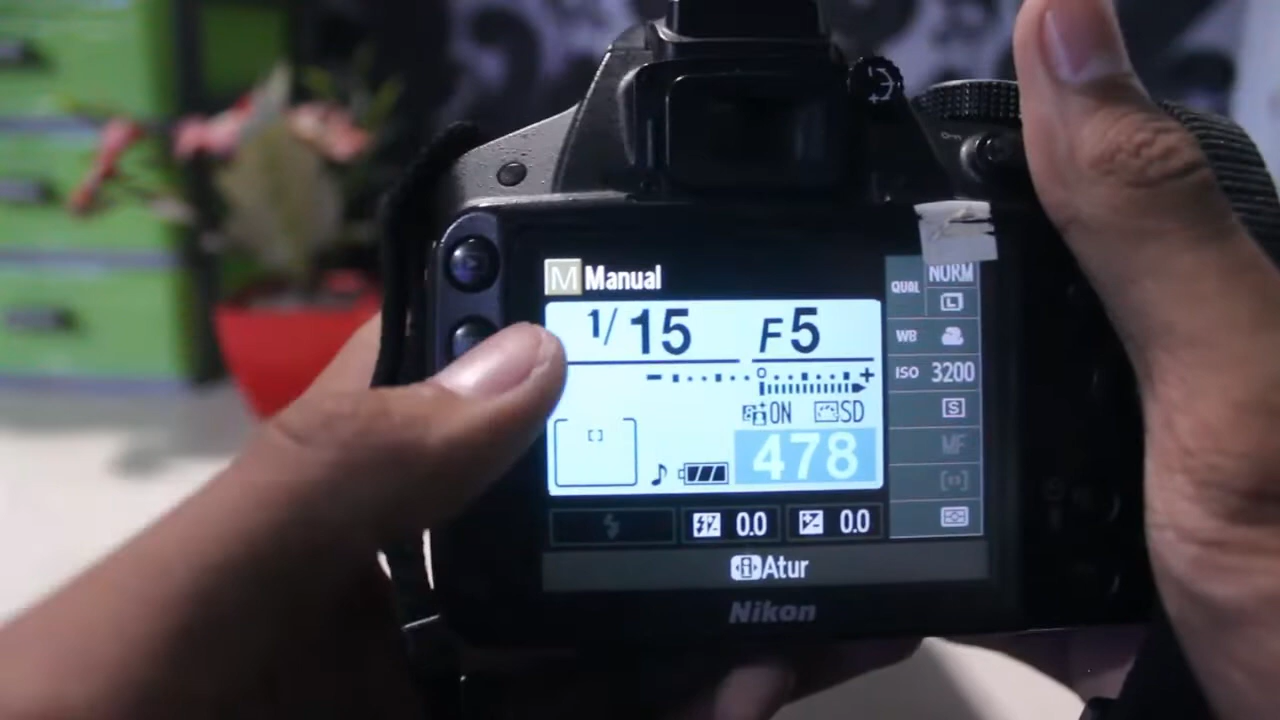 M Manual
1/15 F5
ON SD
478
0.0 0.0
Atur
QUAL NORM
L
WB
ISO 3200
S
MF
Nikon